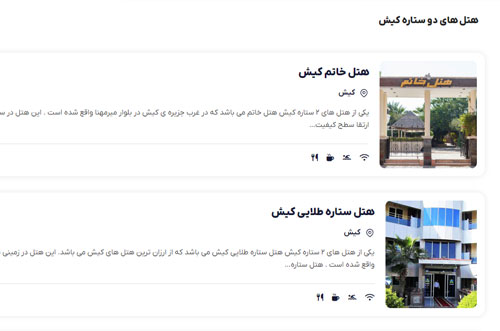 هتل های دو ستاره کیش
هتل خاتم کیش
کیش
یکی از هتل های ۲ ستاره کیش هتل خاتم می باشد که در غرب جزیره ی کیش در بلوار میرمهنا واقع شده است . این هتل در
ارتقا سطح کیفیت...
هتل خاتم
هتل ستاره طلایی کیش
کیش
یکی از هتل های ۲ ستاره کیش هتل ستاره طلایی کیش می باشد که از ارزان ترین هتل های کیش می باشد. این هتل در زمینی
واقع شده است . هتل ستاره...